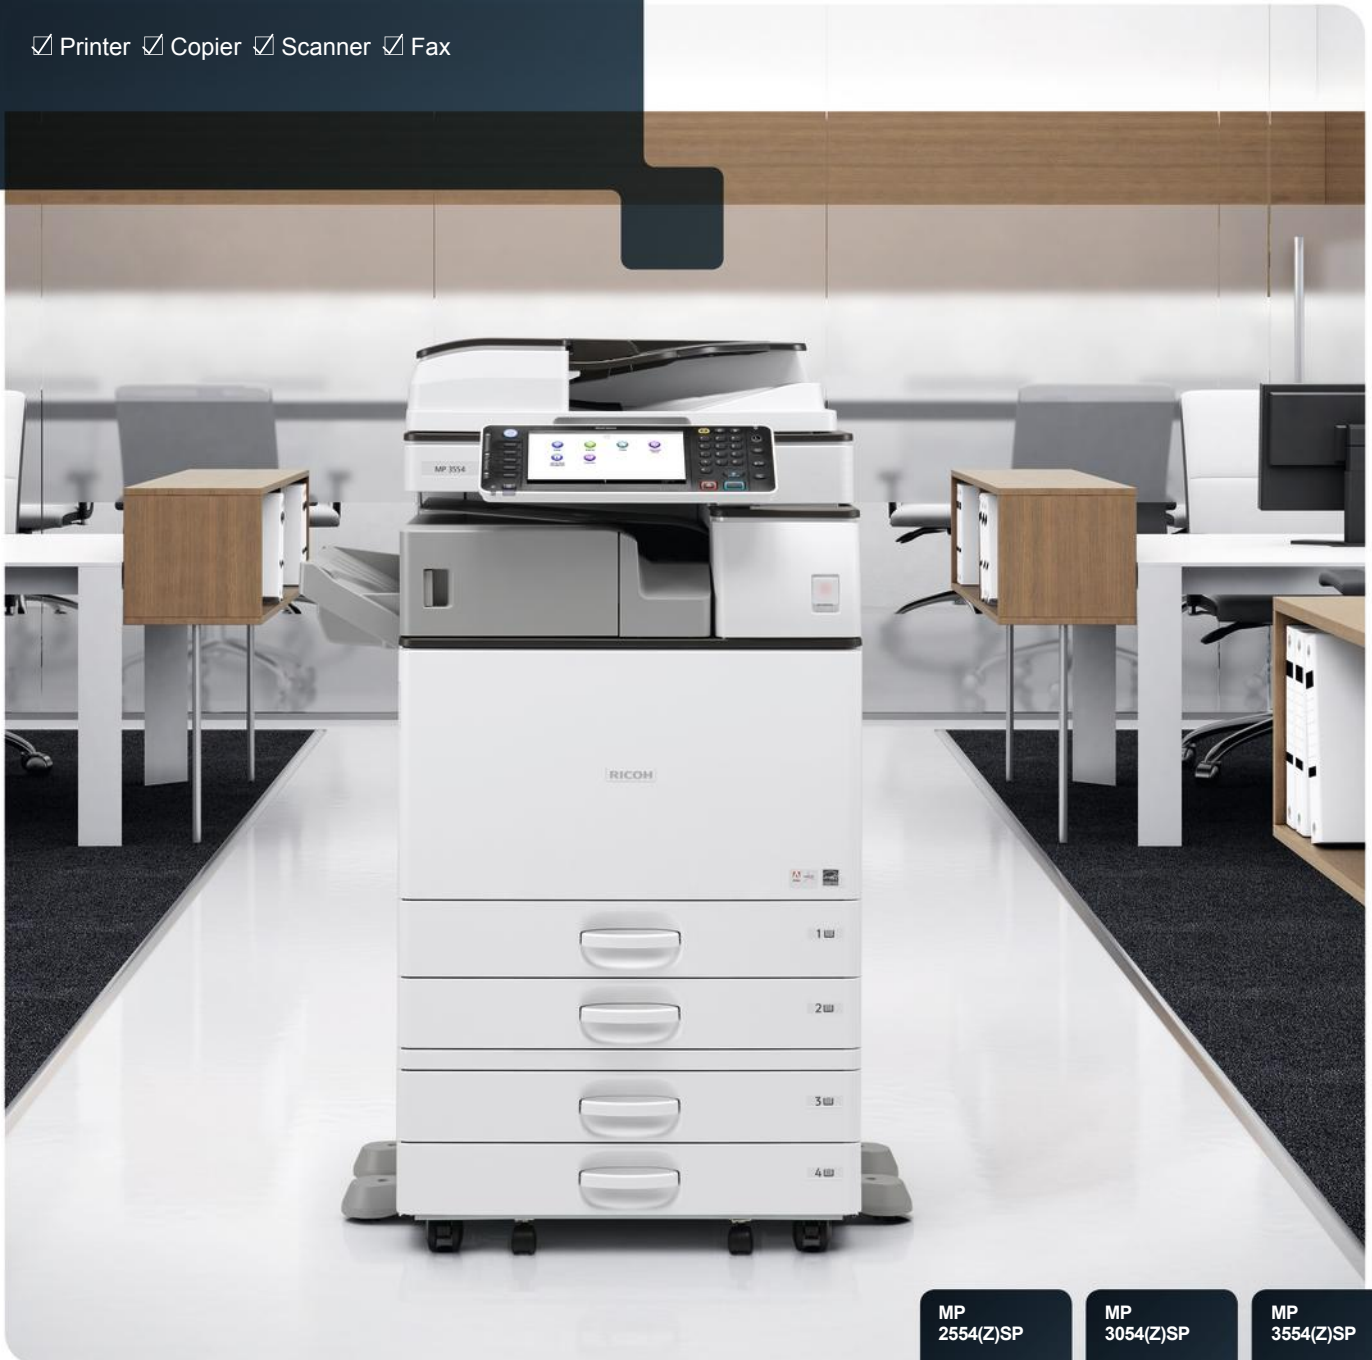 ☑ Printer ☑ Copier ☑ Scanner ☑ Fax
MP 3554
RICOH
1
2
3
4
MP
2554(Z)SP
MP
3054(Z)SP
MP
3554(Z)SP